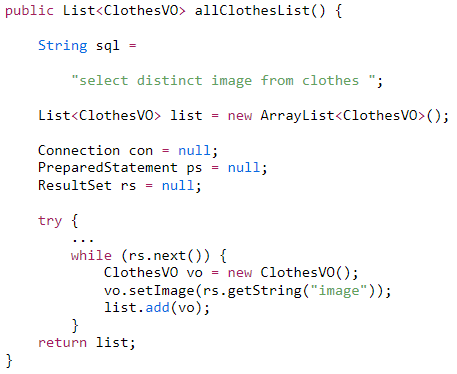 public List<ClothesVO> allClothesList() {
    String sql =
        "select distinct image from clothes ";
    List<ClothesVO> list = new ArrayList<ClothesVO>();
    Connection con = null;
    PreparedStatement ps = null;
    ResultSet rs = null;
    try {
        ...
        while (rs.next()) {
            ClothesVO vo = new ClothesVO();
            vo.setImage(rs.getString("image"));
            list.add(vo);
        }
    return list;
}